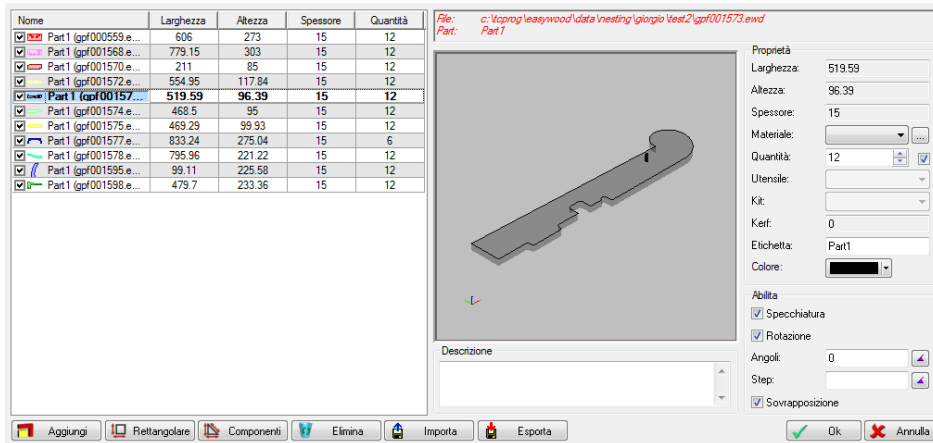 Nome Larghezza Altezza Spessore Quantità
Part1 (gpf000559.e... 606 273 15 12
Part1 (gpf001568.e... 779.15 303 15 12
Part1 (gpf001570.e... 211 85 15 12
Part1 (gpf001572.e... 554.95 117.84 15 12
Part1 (gpf00157... 519.59 96.39 15 12
Part1 (gpf001574.e... 468.5 95 15 12
Part1 (gpf001575.e... 469.29 99.93 15 12
Part1 (gpf001577.e... 833.24 275.04 15 6
Part1 (gpf001578.e... 795.96 221.22 15 12
Part1 (gpf001595.e... 99.11 225.58 15 12
Part1 (gpf001598.e... 479.7 233.36 15 12
File: c:\tcprog\easywood\data\nesting\giorgio\test2\gpf001573.ewd
Part: Part1
Proprietà
Larghezza: 519.59
Altezza: 96.39
Spessore: 15
Materiale: ...
Quantità: 12
Utensile:
Kit:
Kerf: 0
Etichetta: Part1
Colore:
Abilita
Specchiatura
Rotazione
Angoli: 0
Step:
Sovrapposizione
Descrizione
Aggiungi Rettangolare Componenti Elimina Importa Esporta Ok Annulla